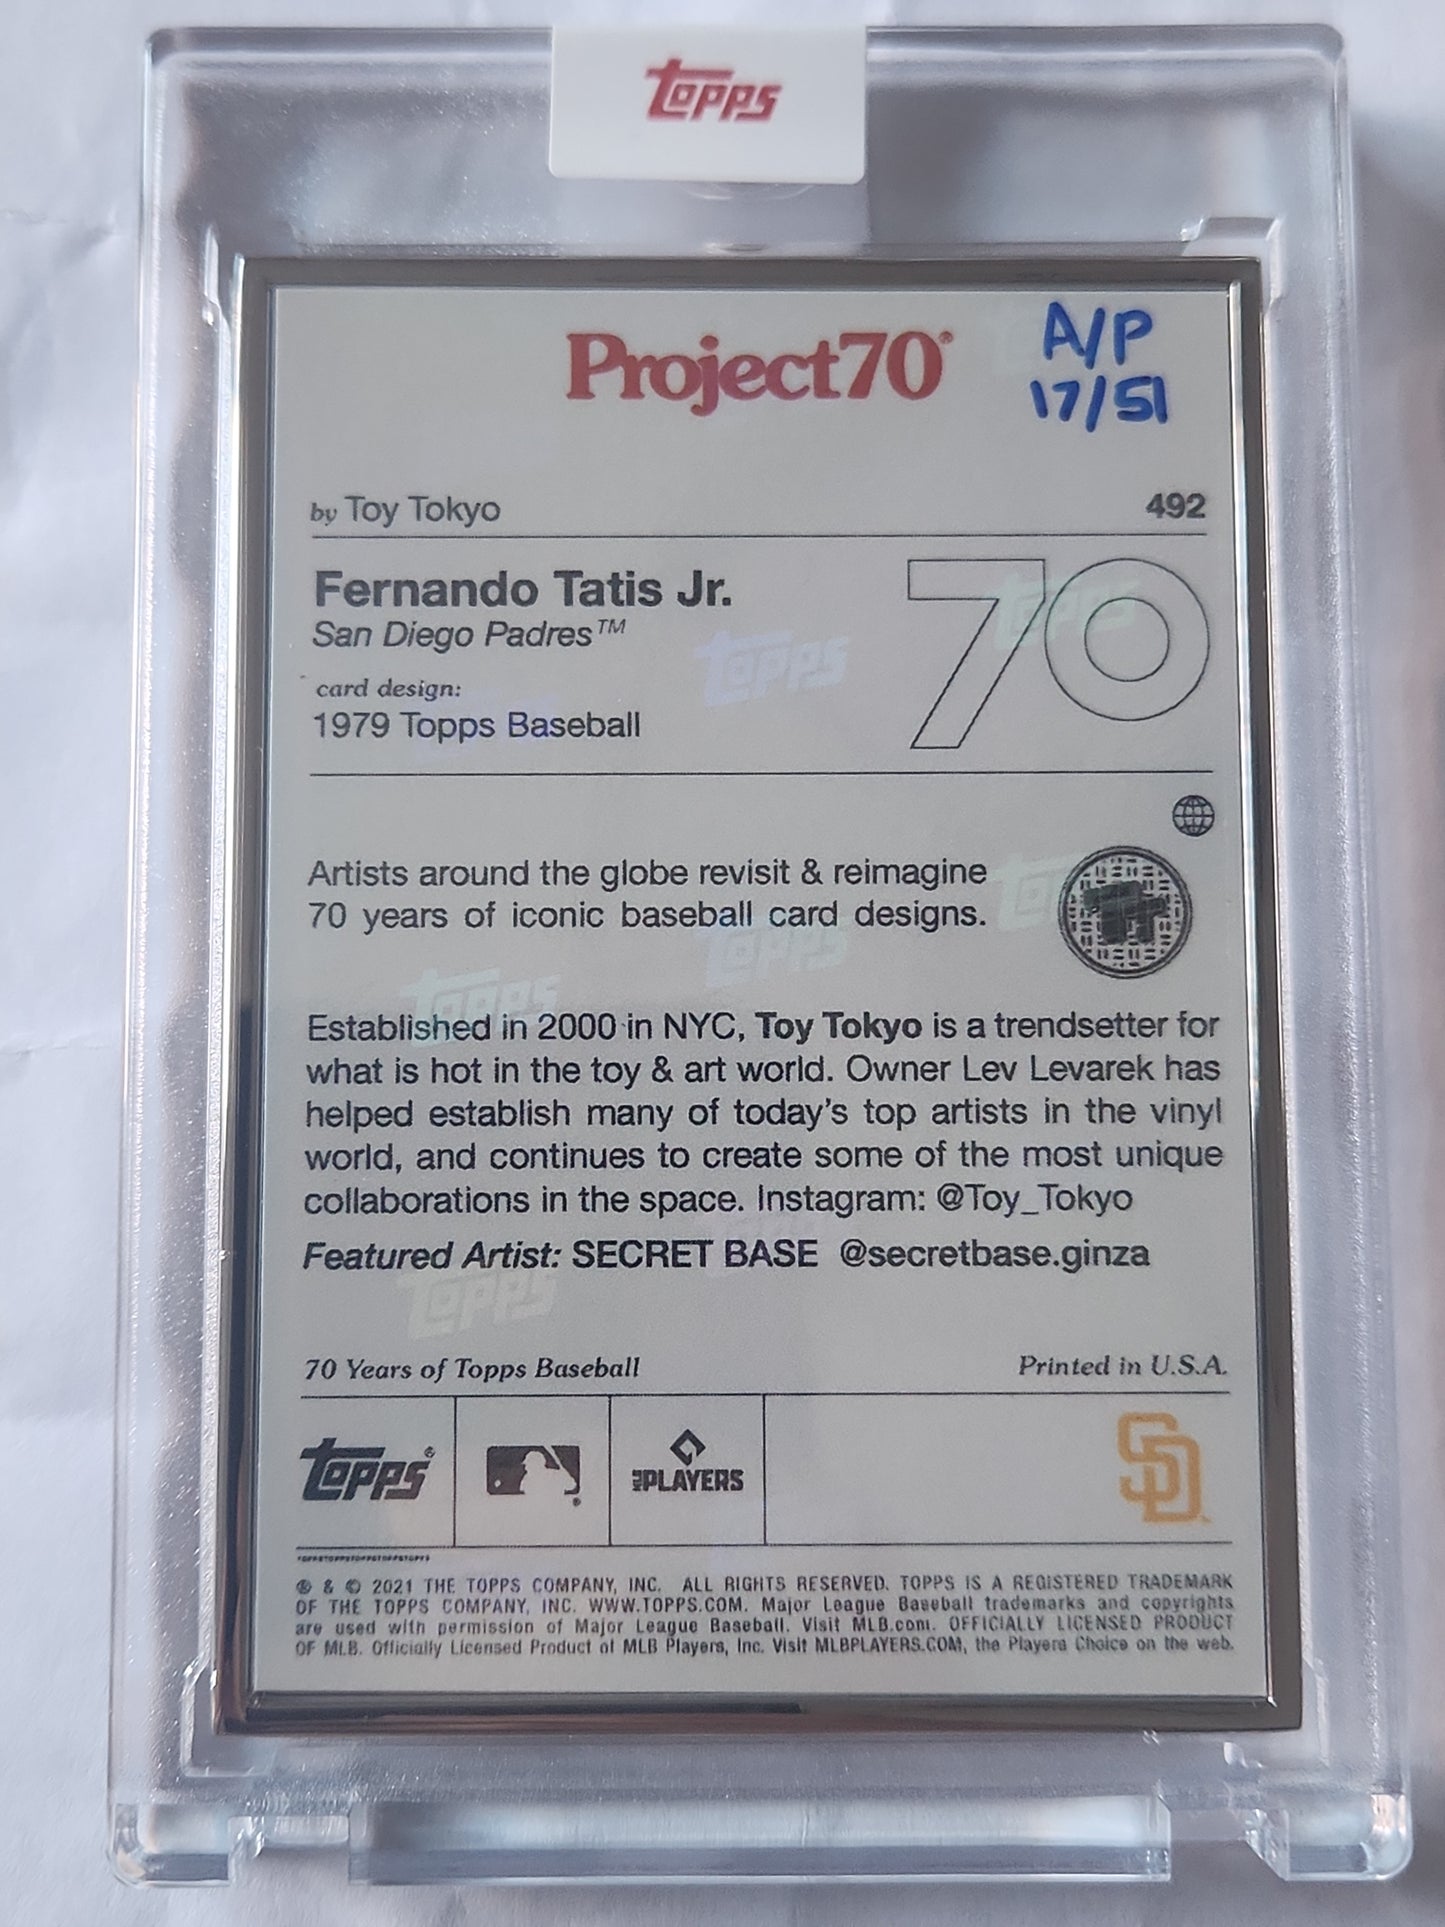 Topps
Project70®
A/P
17/51
by Toy Tokyo
492
Fernando Tatis Jr.
San Diego Padres™
card design:
1979 Topps Baseball
70
Artists around the globe revisit & reimagine
70 years of iconic baseball card designs.
TT
Established in 2000 in NYC, Toy Tokyo is a trendsetter for
what is hot in the toy & art world. Owner Lev Levarek has
helped establish many of today's top artists in the vinyl
world, and continues to create some of the most unique
collaborations in the space. Instagram: @Toy_Tokyo
Featured Artist: SECRET BASE @secretbase.ginza
70 Years of Topps Baseball
Printed in U.S.A.
Topps®
MLB PLAYERS
SD
® & © 2021 THE TOPPS COMPANY, INC. ALL RIGHTS RESERVED. TOPPS IS A REGISTERED TRADEMARK
OF THE TOPPS COMPANY, INC. WWW.TOPPS.COM. Major League Baseball trademarks and copyrights
are used with permission of Major League Baseball. Visit MLB.com. OFFICIALLY LICENSED PRODUCT
OF MLB. Officially Licensed Product of MLB Players, Inc. Visit MLBPLAYERS.COM, the Players Choice on the web.